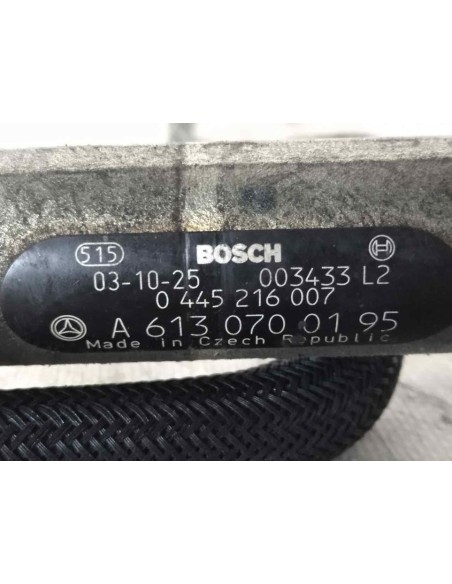 515 BOSCH
03-10-25 003433 L2
0 445 216 007
A 613 070 01 95
Made in Czech Republic